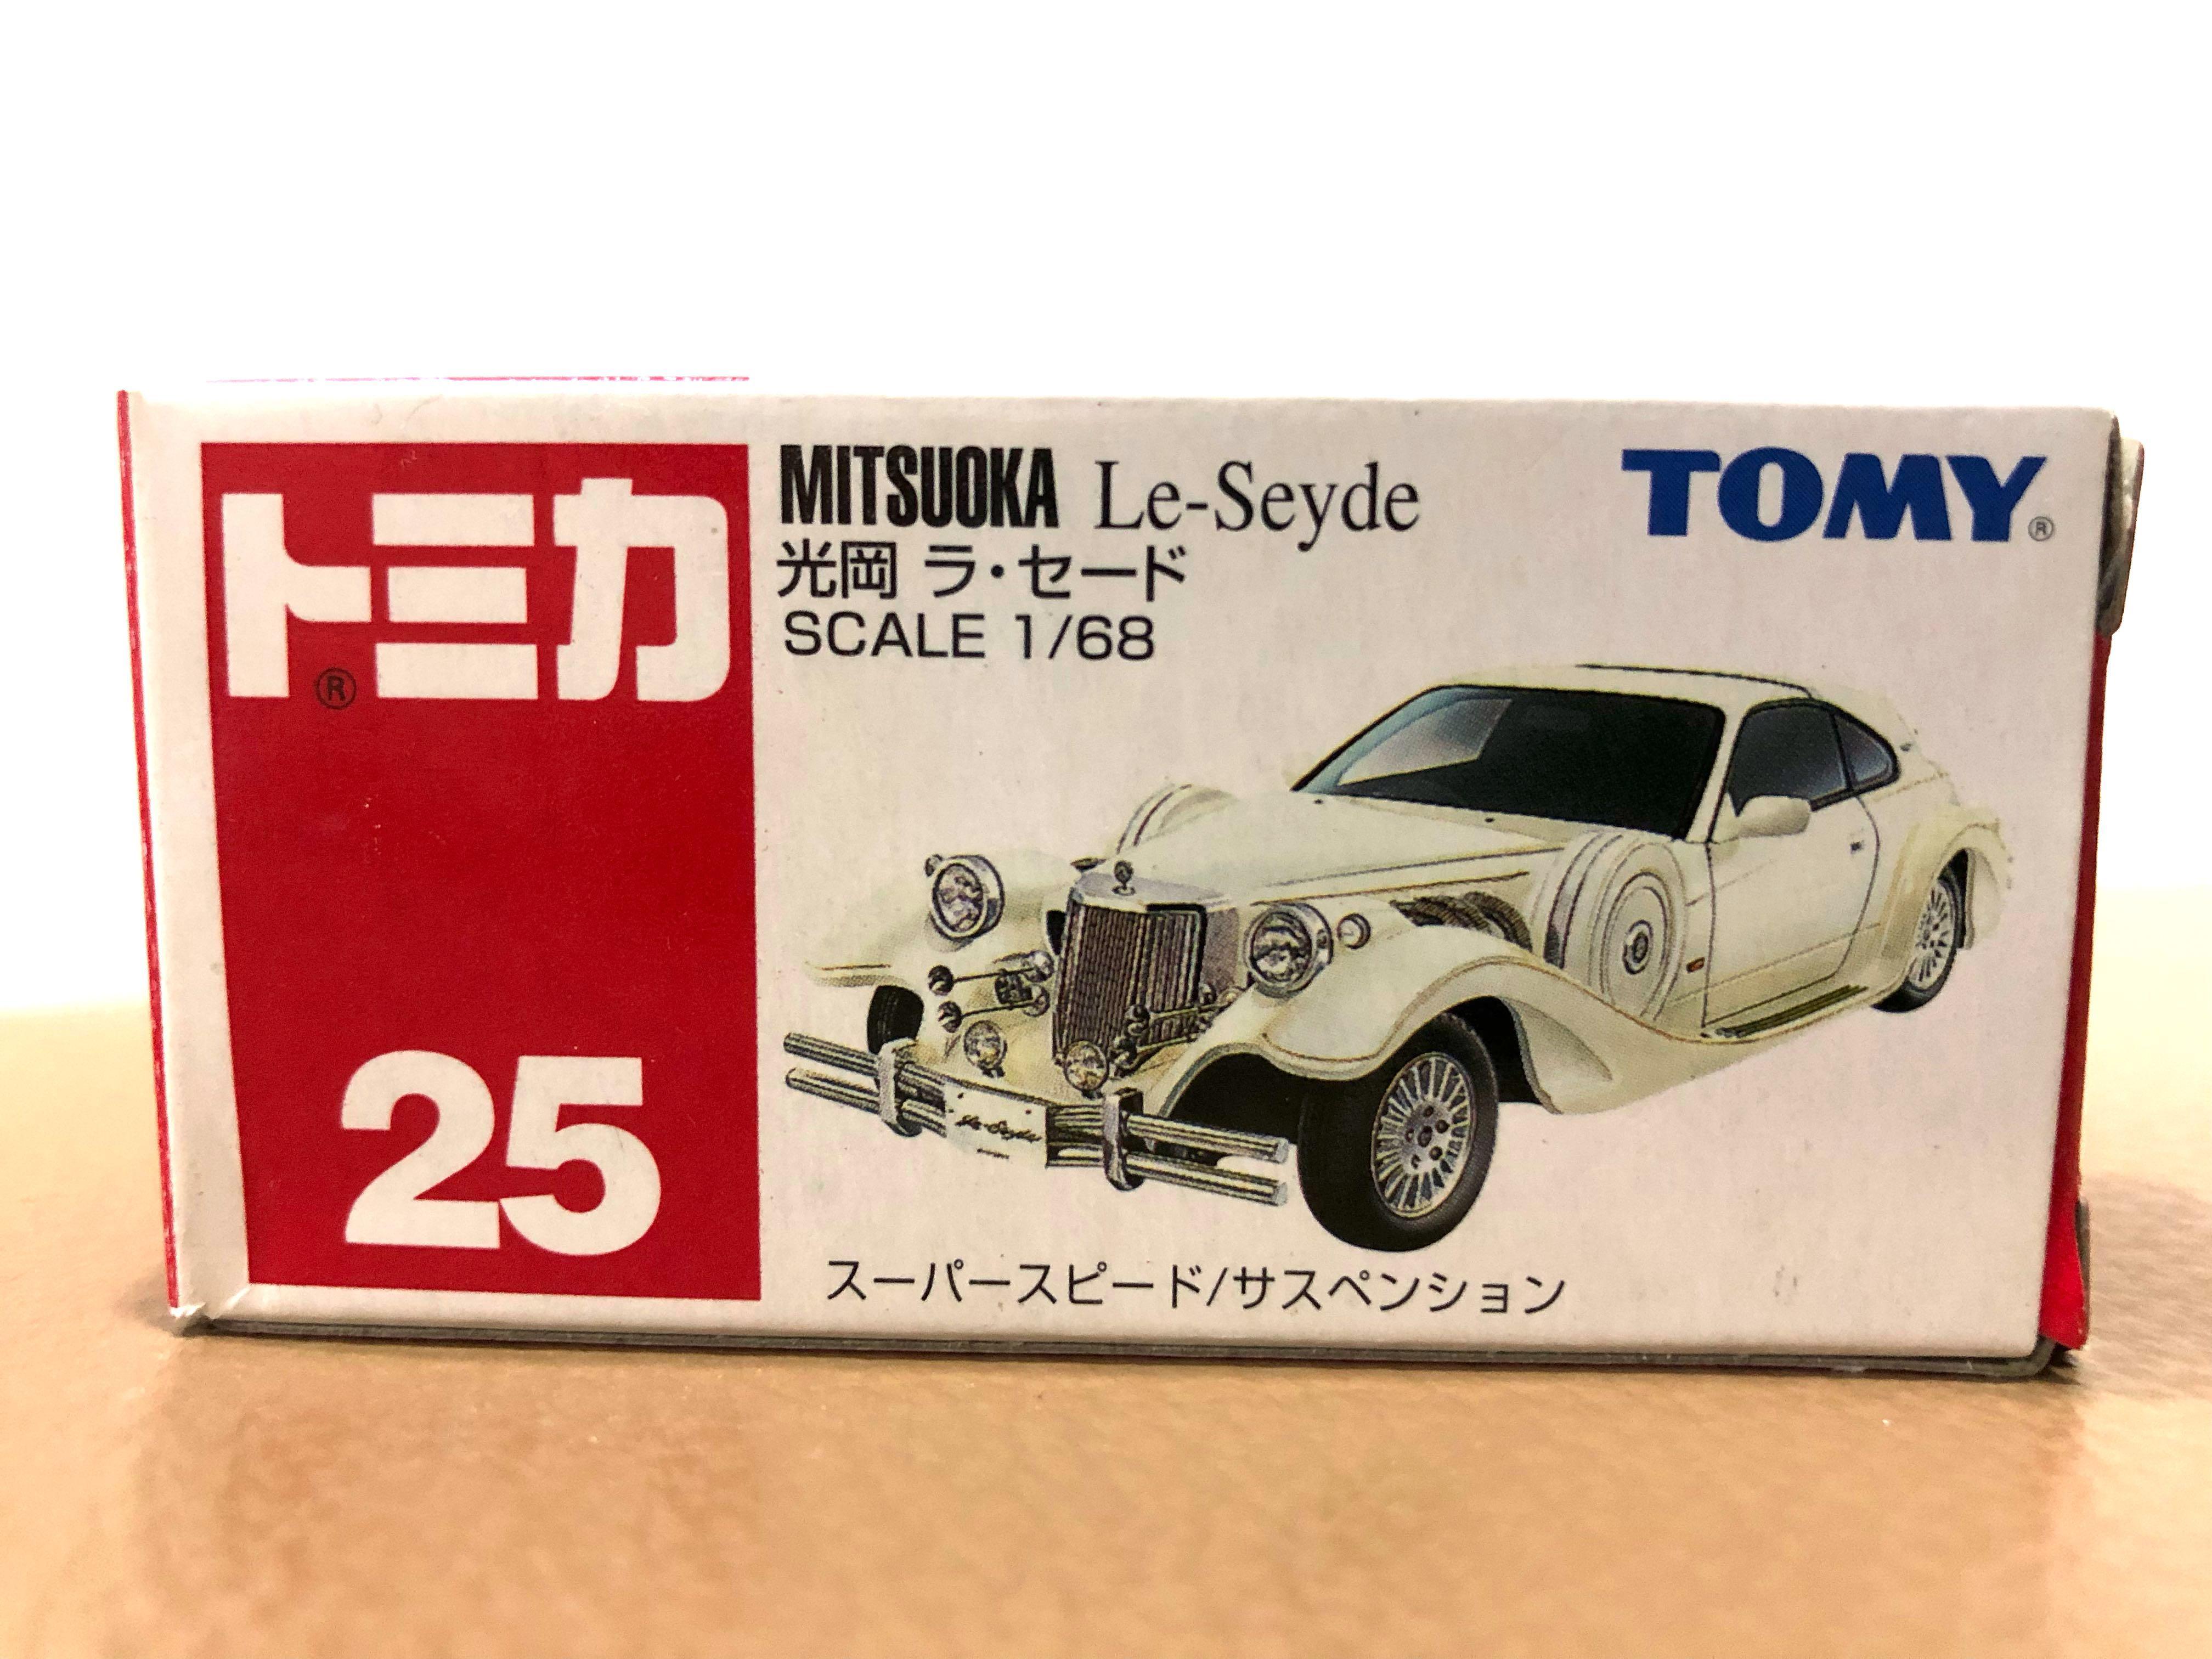 トミカ
®
25
MITSUOKA Le-Seyde
光岡 ラ・セード
SCALE 1/68
TOMY®
Le-Seyde
スーパースピード/サスペンション